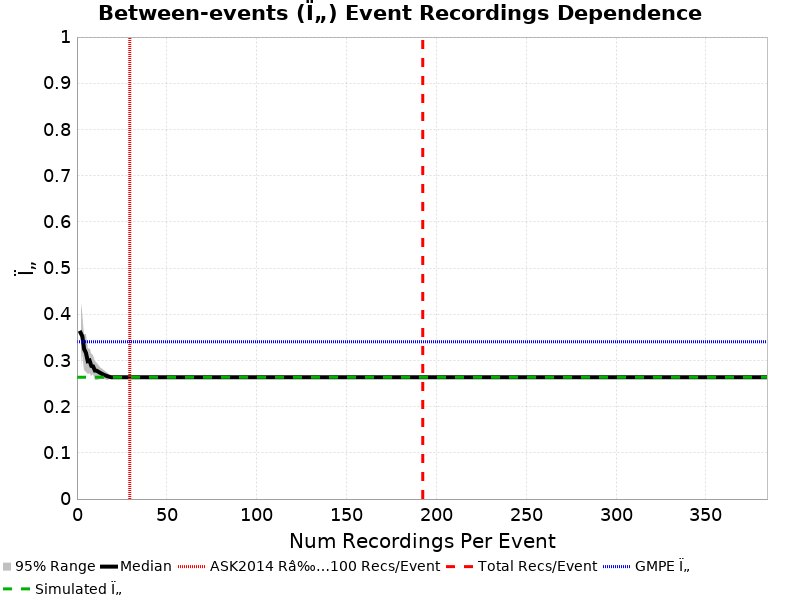 Between-events (Ï„) Event Recordings Dependence
1
0.9
0.8
0.7
0.6
0.5
0.4
0.3
0.2
0.1
0
Ï„
0 50 100 150 200 250 300 350
Num Recordings Per Event
95% Range Median ASK2014 Râ‰…100 Recs/Event Total Recs/Event GMPE Ï„
Simulated Ï„